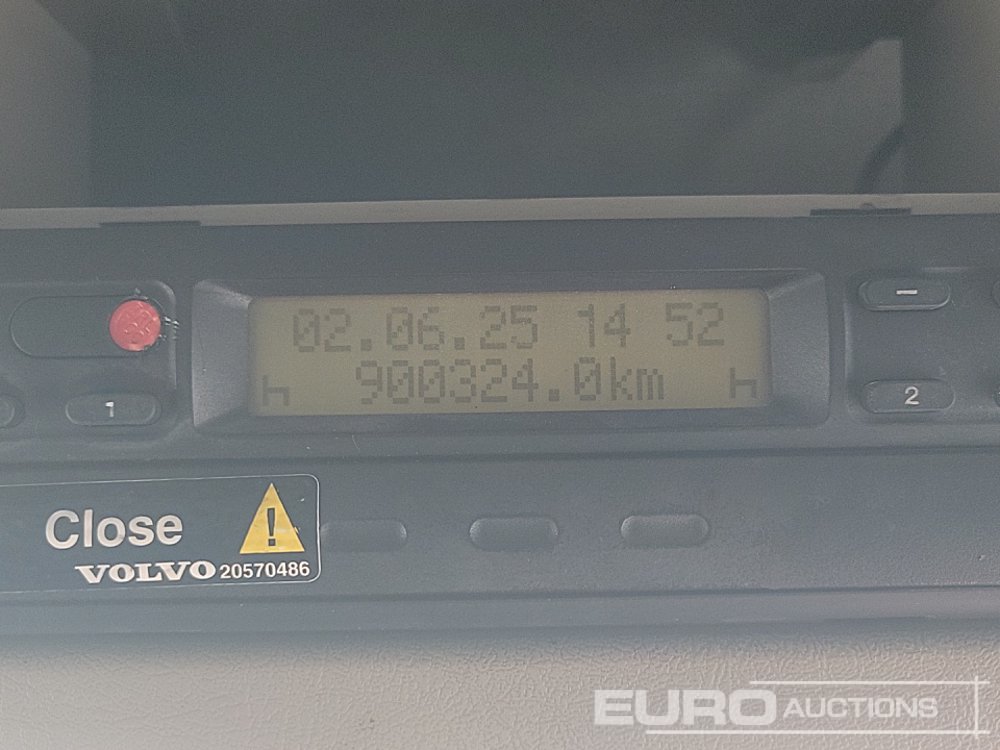 02.06.25 14 52
900324.0km
1
2
Close
VOLVO 20570486
EURO AUCTIONS